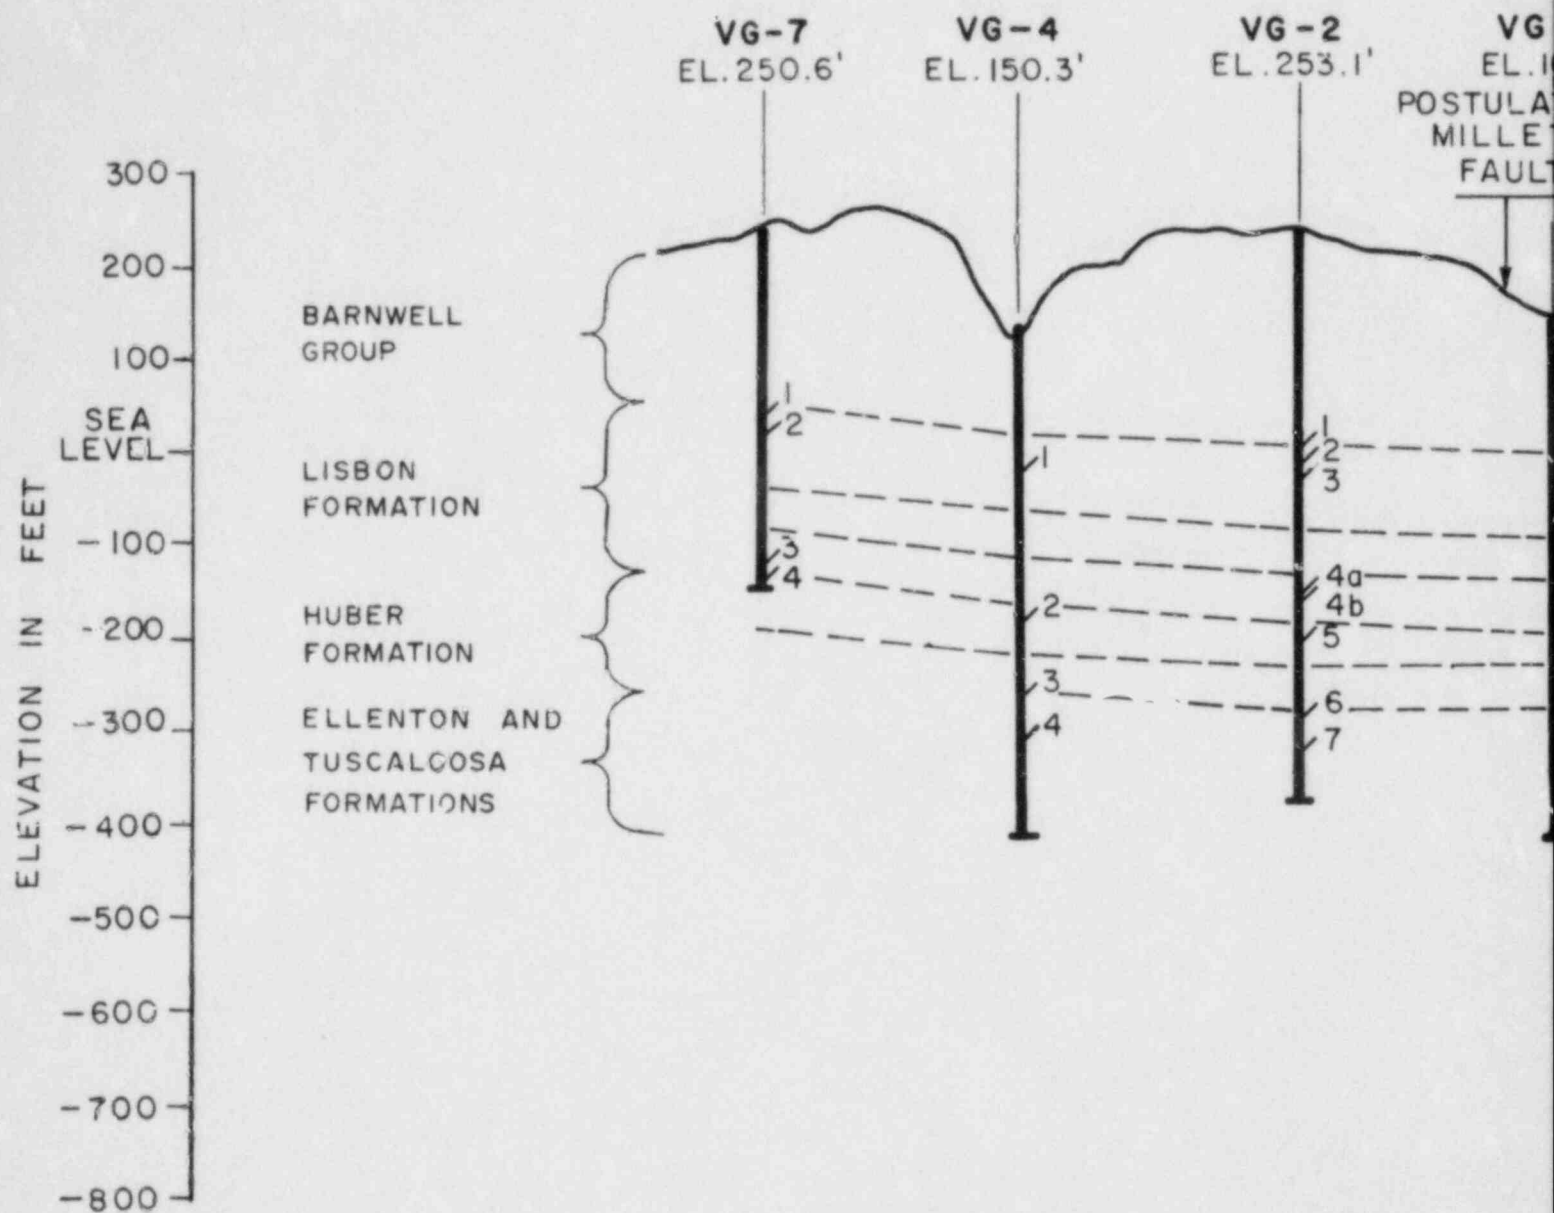 VG-7
EL. 250.6'
VG-4
EL. 150.3'
VG-2
EL. 253.1'
VG
EL.
POSTULA
MILLE
FAULT
300
200
100
SEA
LEVEL
-100
-200
-300
-400
-500
-600
-700
-800
ELEVATION IN FEET
BARNWELL
GROUP
LISBON
FORMATION
HUBER
FORMATION
ELLENTON AND
TUSCALOOSA
FORMATIONS
1
2
3
4
1
2
3
4
1
2
3
4a
4b
5
6
7